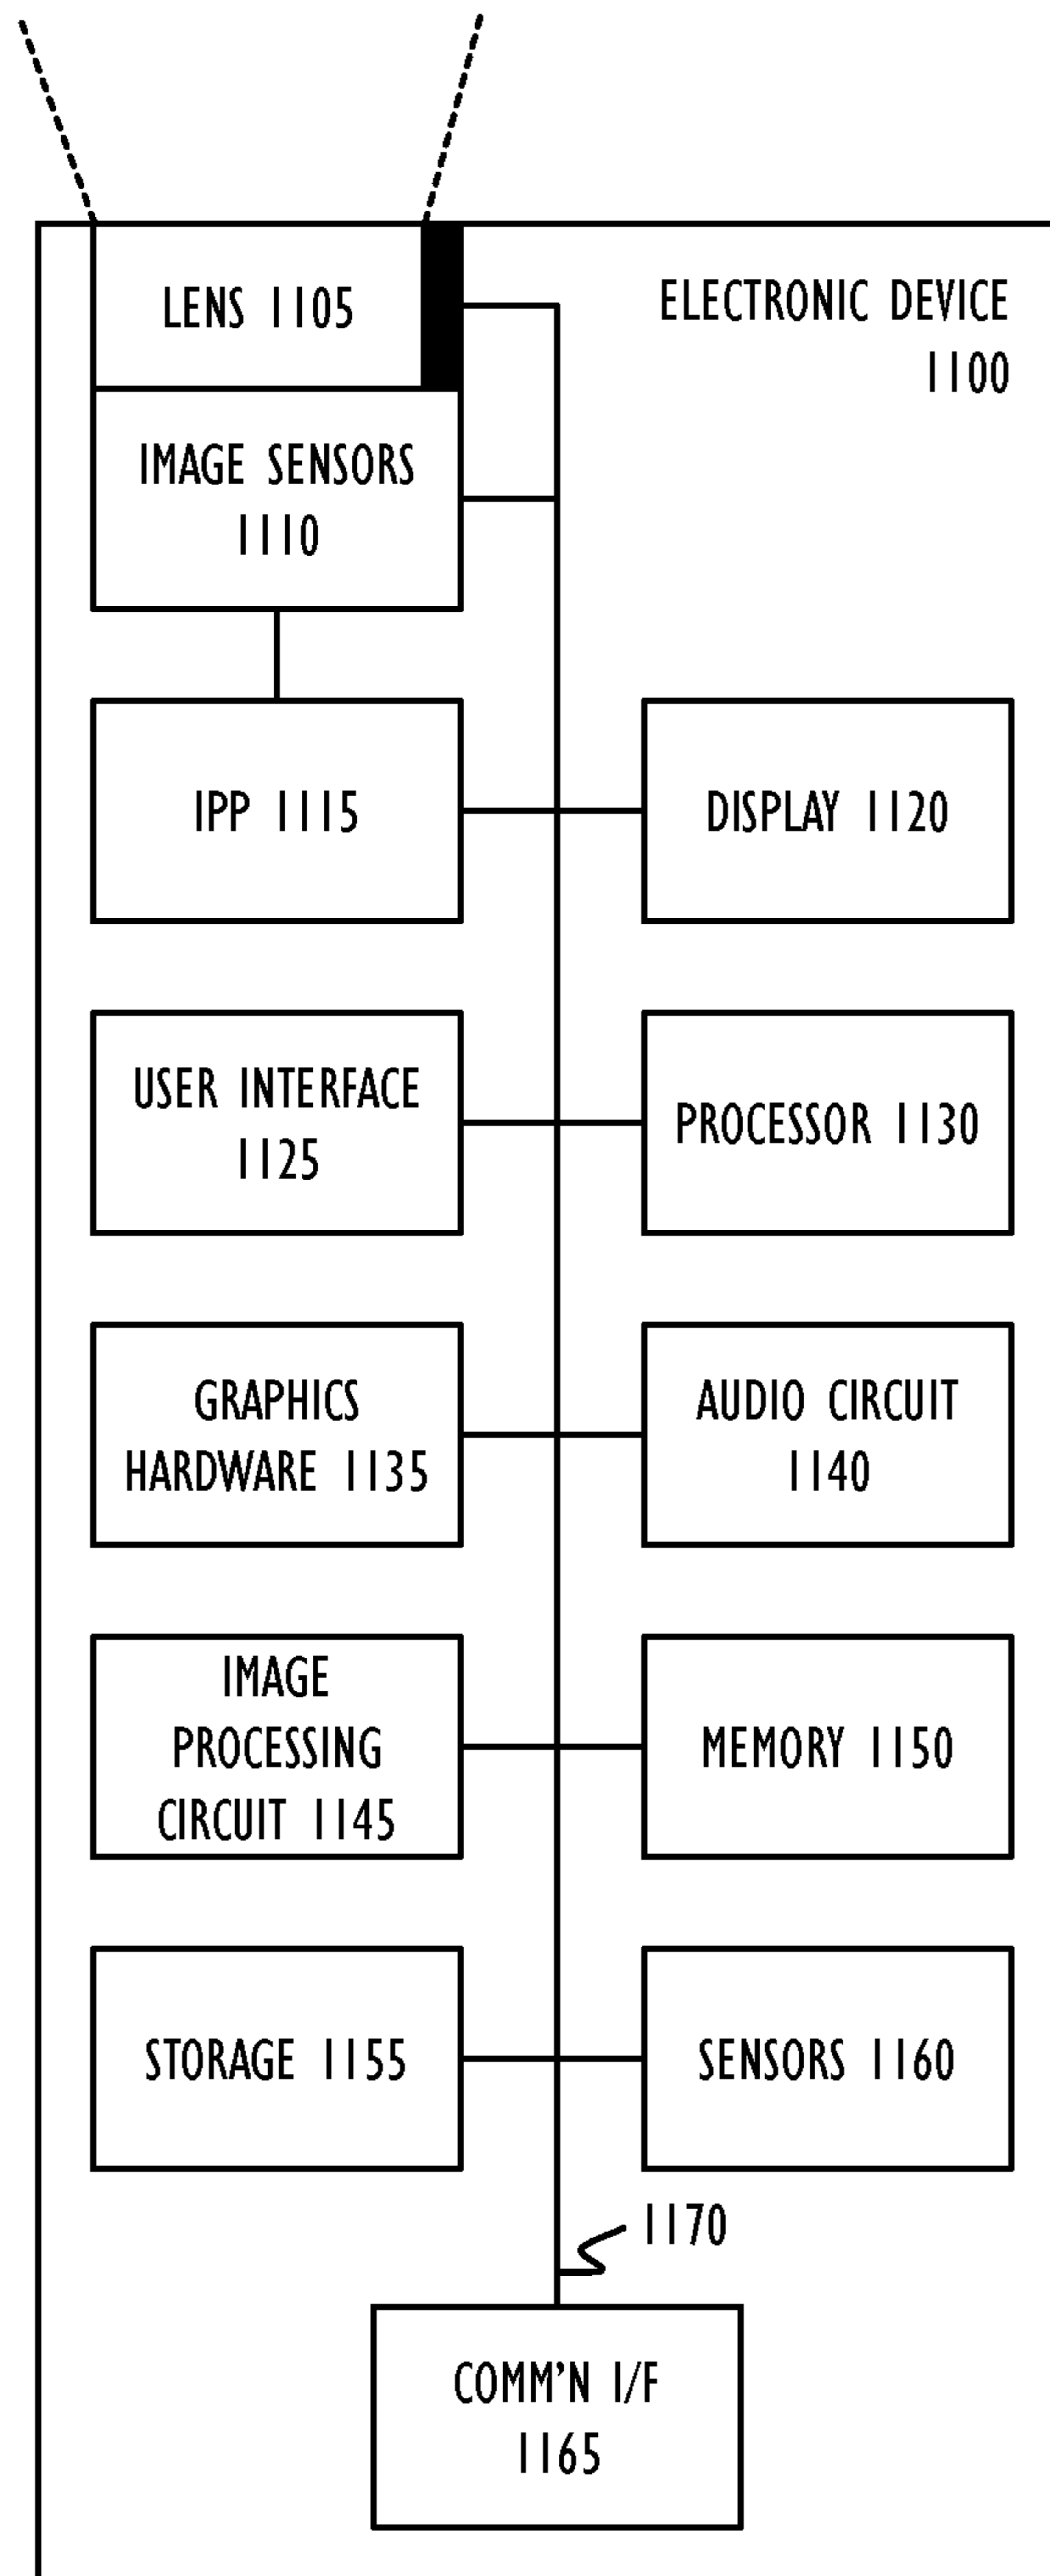 LENS 1105
ELECTRONIC DEVICE
1100
IMAGE SENSORS
1110
IPP 1115
DISPLAY 1120
USER INTERFACE
1125
PROCESSOR 1130
GRAPHICS
HARDWARE 1135
AUDIO CIRCUIT
1140
IMAGE
PROCESSING
CIRCUIT 1145
MEMORY 1150
STORAGE 1155
SENSORS 1160
1170
COMM'N I/F
1165